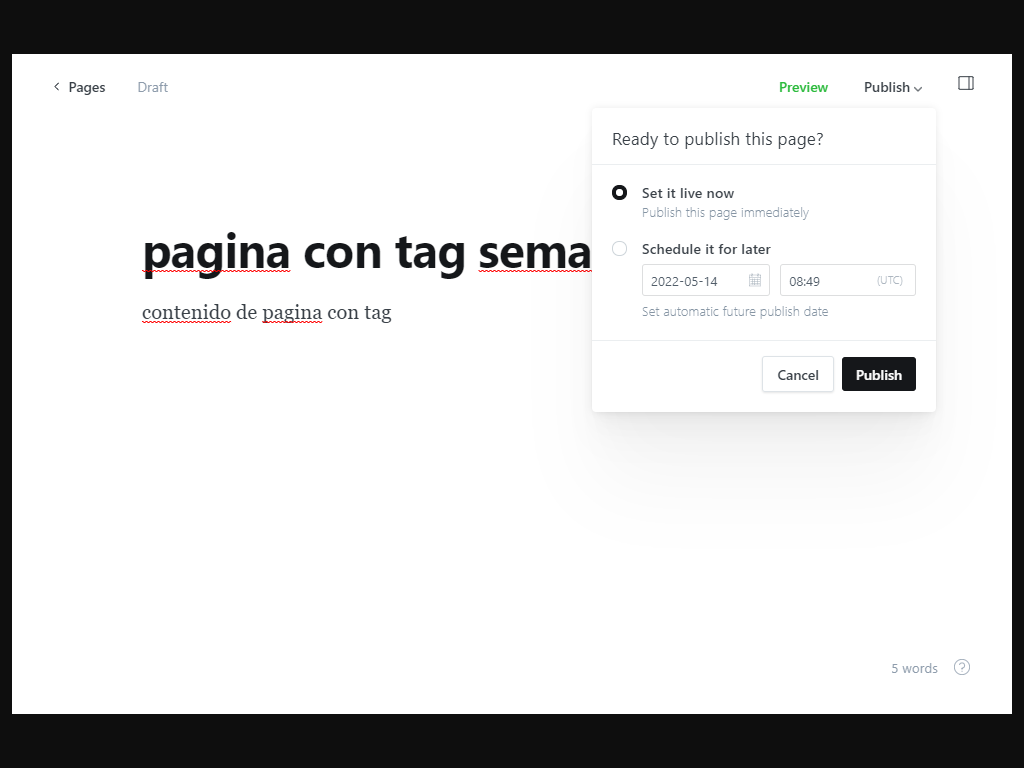 Pages
Draft
Preview
Publish
Ready to publish this page?
Set it live now
Publish this page immediately
Schedule it for later
2022-05-14
08:49
(UTC)
Set automatic future publish date
Cancel
Publish
pagina con tag sema
contenido de pagina con tag
5 words
?